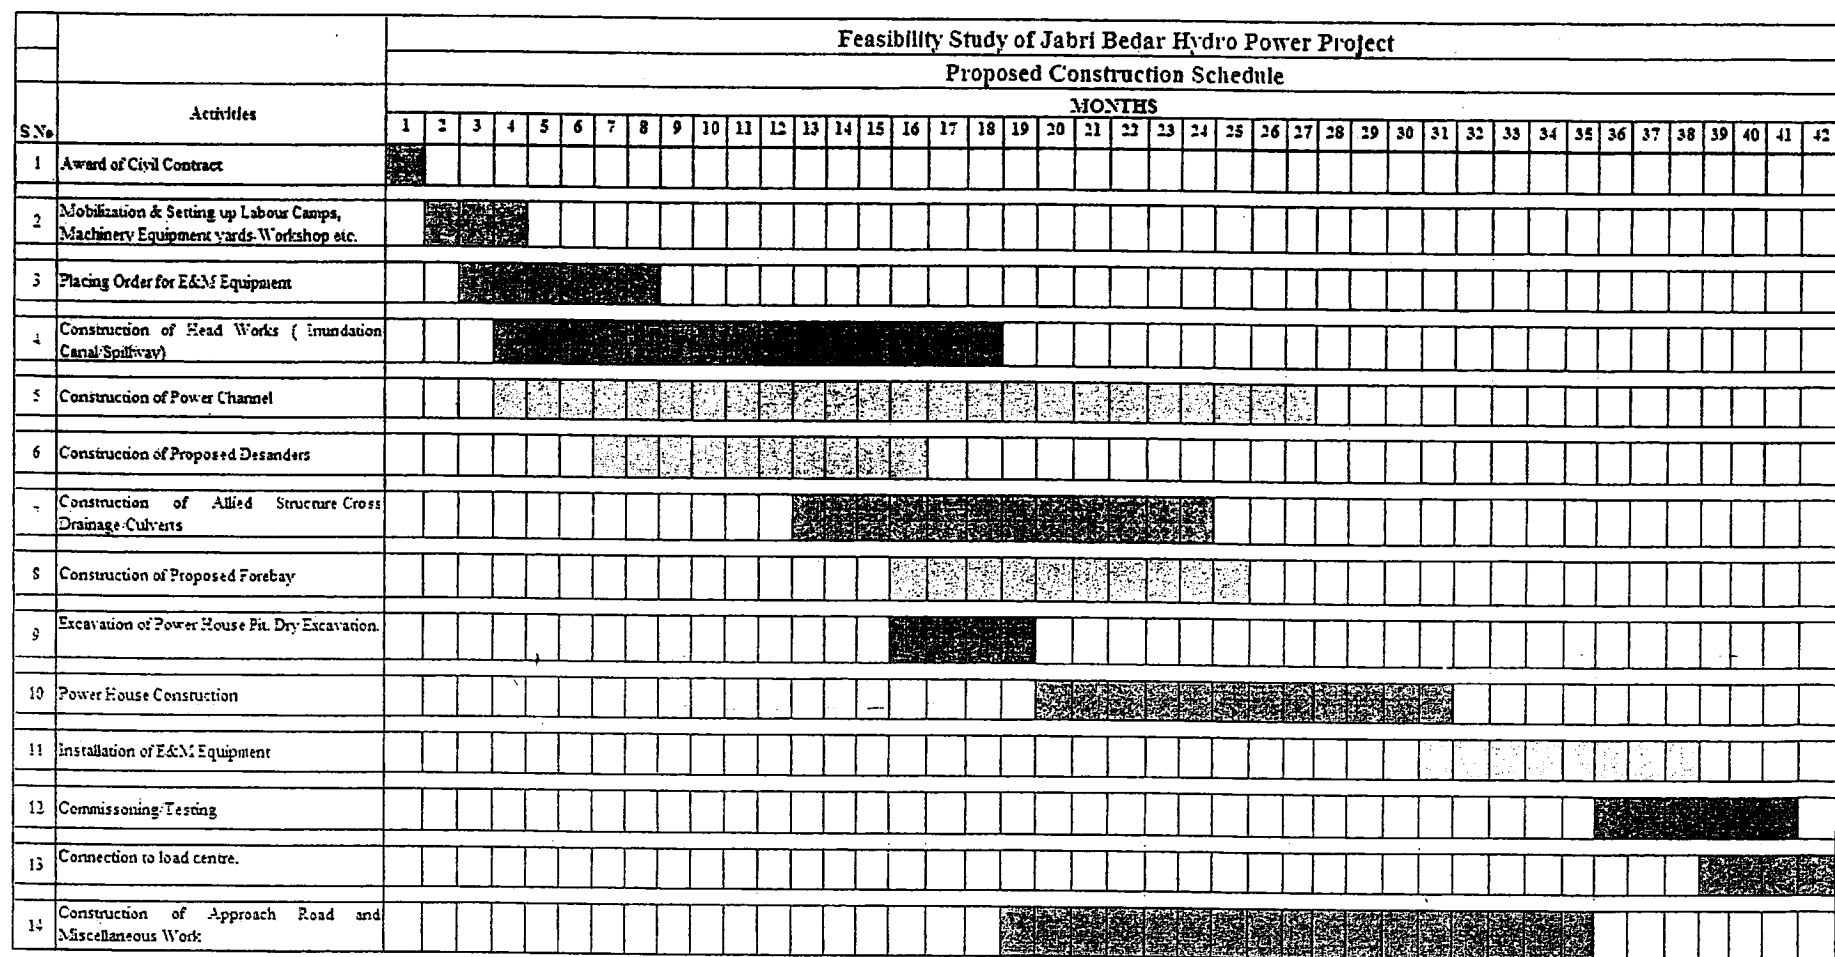 Feasibility Study of Jabri Bedar Hydro Power Project
Proposed Construction Schedule
S.No Activities MONTHS
1 2 3 4 5 6 7 8 9 10 11 12 13 14 15 16 17 18 19 20 21 22 23 24 25 26 27 28 29 30 31 32 33 34 35 36 37 38 39 40 41 42
1 Award of Civil Contract
2 Mobilization & Setting up Labour Camps,
Machinery Equipment yards-Workshop etc.
3 Placing Order for E&M Equipment
4 Construction of Head Works ( Inundation
Canal/Spillway)
5 Construction of Power Channel
6 Construction of Proposed Desanders
7 Construction of Allied Structure-Cross
Drainage/Culverts
8 Construction of Proposed Forebay
9 Excavation of Power House Pit. Dry Excavation.
10 Power House Construction
11 Installation of E&M Equipment
12 Commissoning/Testing
13 Connection to load centre.
14 Construction of Approach Road and
Miscellaneous Work